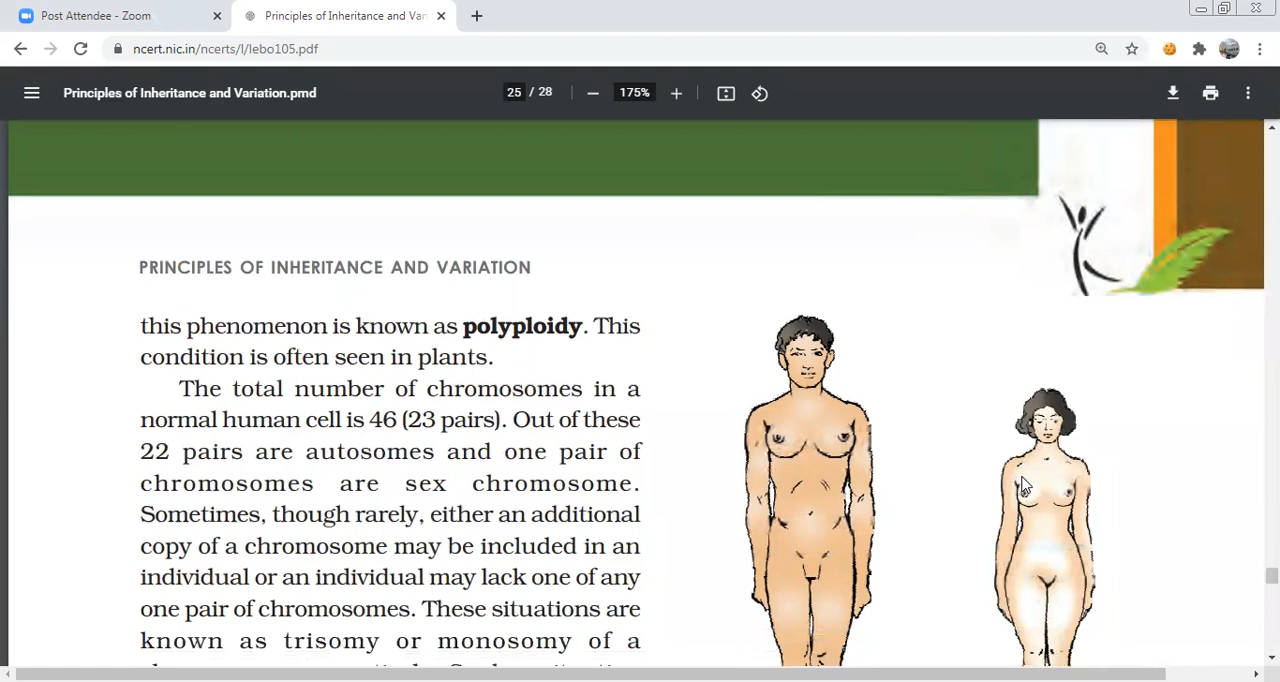 Post Attendee - Zoom
Principles of Inheritance and Var
ncert.nic.in/ncerts/l/lebo105.pdf
Principles of Inheritance and Variation.pmd
25 / 28
175%
PRINCIPLES OF INHERITANCE AND VARIATION
this phenomenon is known as polyploidy. This
condition is often seen in plants.
The total number of chromosomes in a
normal human cell is 46 (23 pairs). Out of these
22 pairs are autosomes and one pair of
chromosomes are sex chromosome.
Sometimes, though rarely, either an additional
copy of a chromosome may be included in an
individual or an individual may lack one of any
one pair of chromosomes. These situations are
known as trisomy or monosomy of a